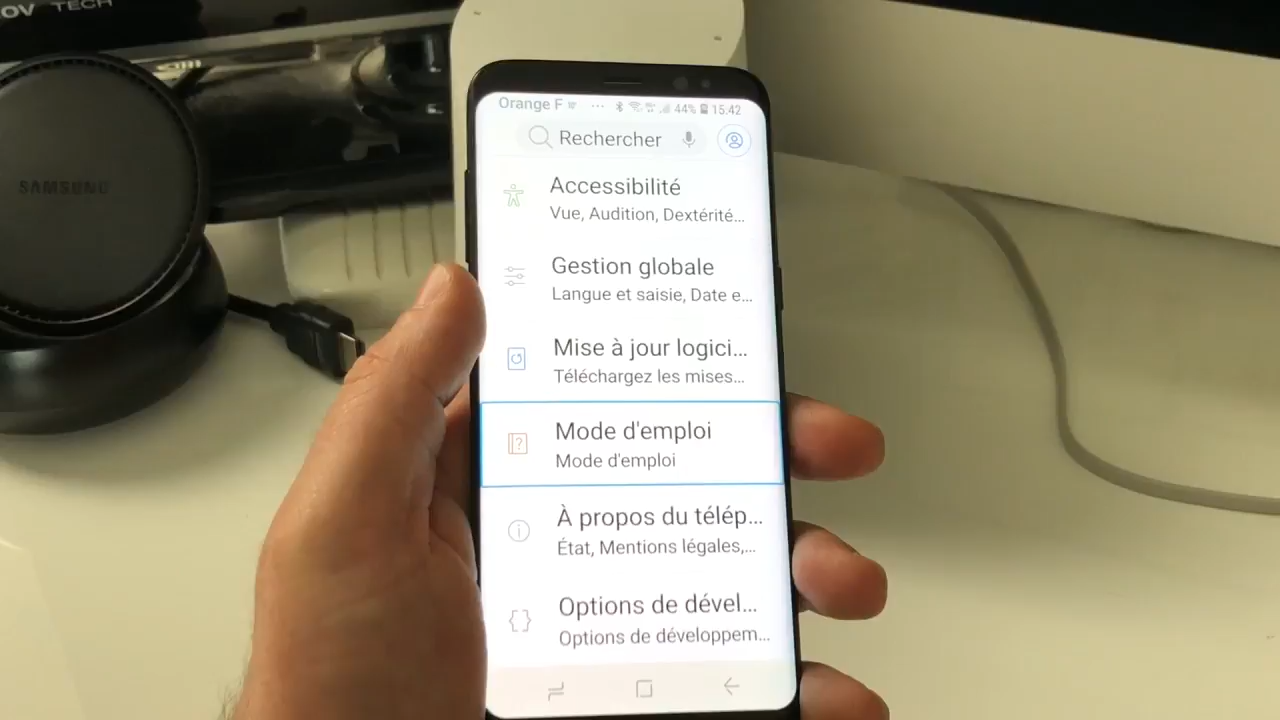 OV TECH
SAMSUNG
Orange F ... 44% 15.42
Rechercher
Accessibilité
Vue, Audition, Dextérité...
Gestion globale
Langue et saisie, Date e...
Mise à jour logici...
Téléchargez les mises...
Mode d'emploi
Mode d'emploi
À propos du télép...
État, Mentions légales,...
Options de dével...
Options de développem...